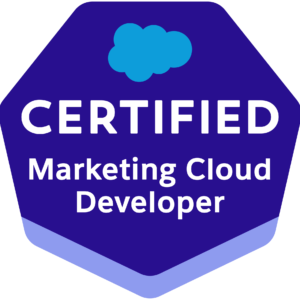 CERTIFIED
Marketing Cloud
Developer